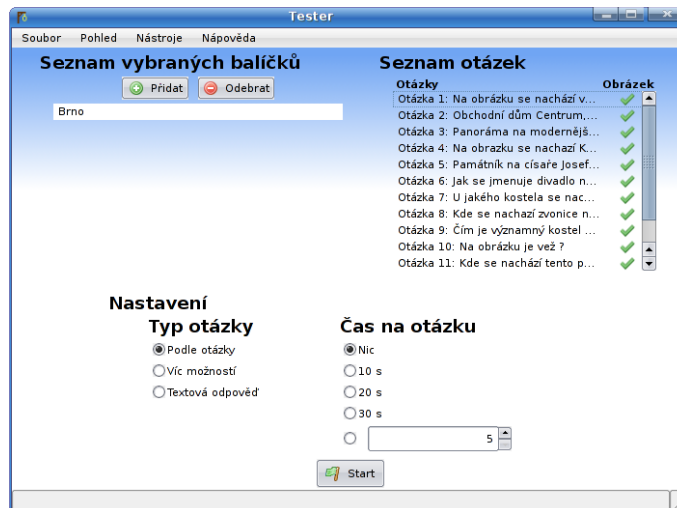 Tester
Soubor Pohled Nástroje Nápověda
Seznam vybraných balíčků
Přidat Odebrat
Brno
Seznam otázek
Otázky Obrázek
Otázka 1: Na obrázku se nachází v...
Otázka 2: Obchodní dům Centrum,...
Otázka 3: Panoráma na modernějš...
Otázka 4: Na obrazku se nachazí K...
Otázka 5: Památník na císaře Josef...
Otázka 6: Jak se jmenuje divadlo n...
Otázka 7: U jakého kostela se nac...
Otázka 8: Kde se nachazí zvonice n...
Otázka 9: Čím je významný kostel ...
Otázka 10: Na obrázku je vež ?
Otázka 11: Kde se nachází tento p...
Nastavení
Typ otázky
Podle otázky
Víc možností
Textová odpověď
Čas na otázku
Nic
10 s
20 s
30 s
5
Start